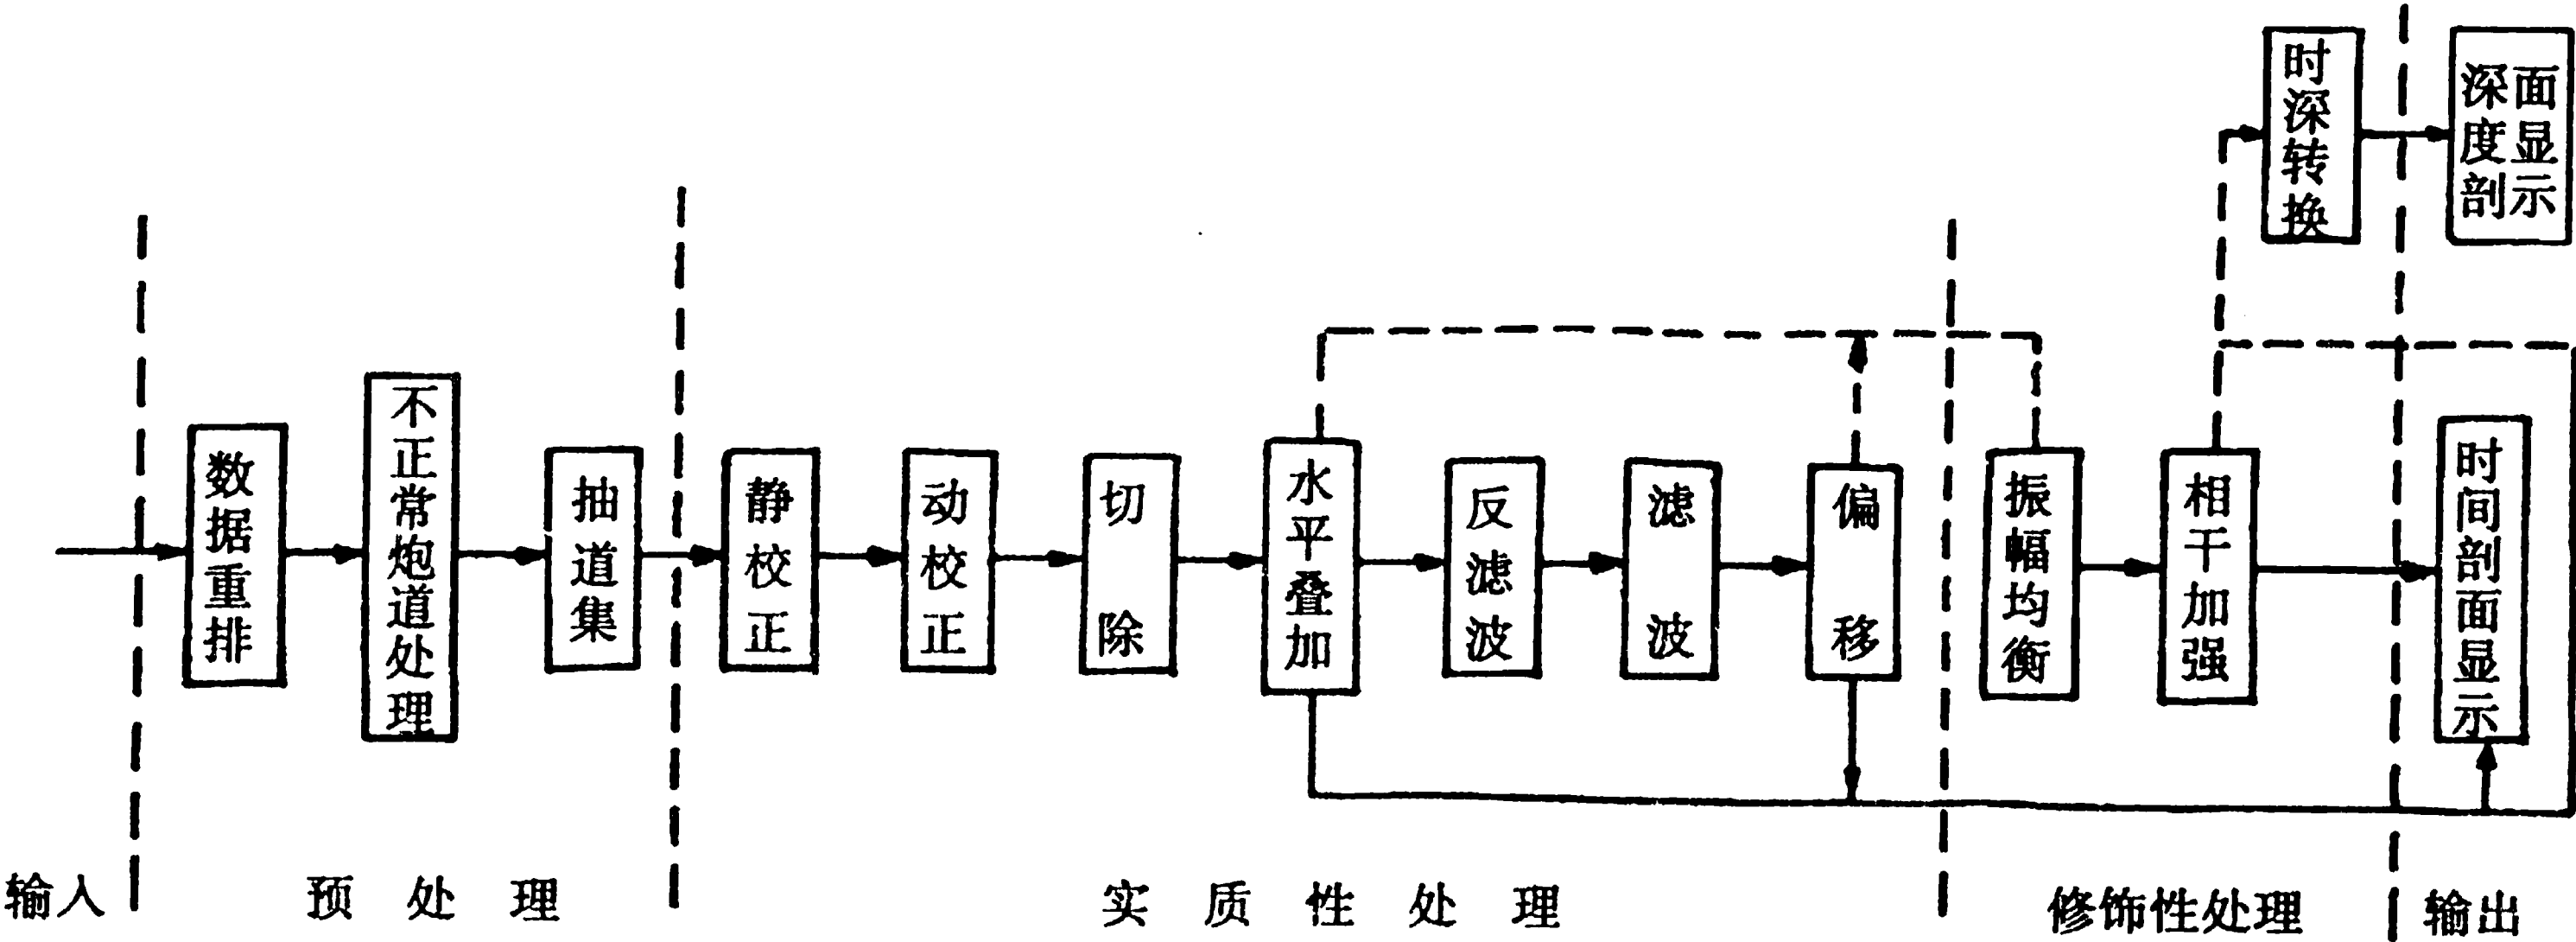 数据重排
不正常炮道处理
抽道集
静校正
动校正
切除
水平叠加
反滤波
滤波
偏移
振幅均衡
相干加强
时深转换
深度剖
面显示
时间剖面显示
输入
预处理
实质性处理
修饰性处理
输出